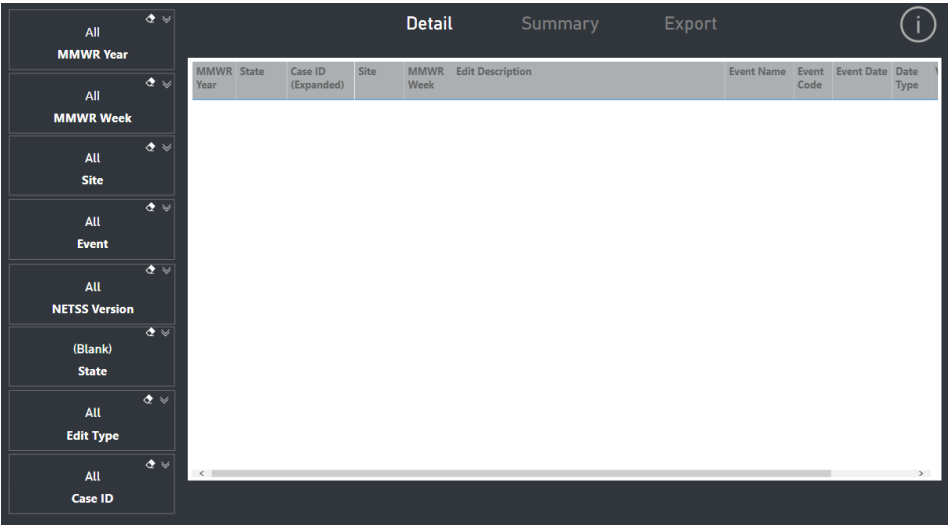 All
MMWR Year
All
MMWR Week
All
Site
All
Event
All
NETSS Version
(Blank)
State
All
Edit Type
All
Case ID
Detail Summary Export
i
MMWR State Case ID Site MMWR Edit Description Event Name Event Event Date Date
Year (Expanded) Week Code Type